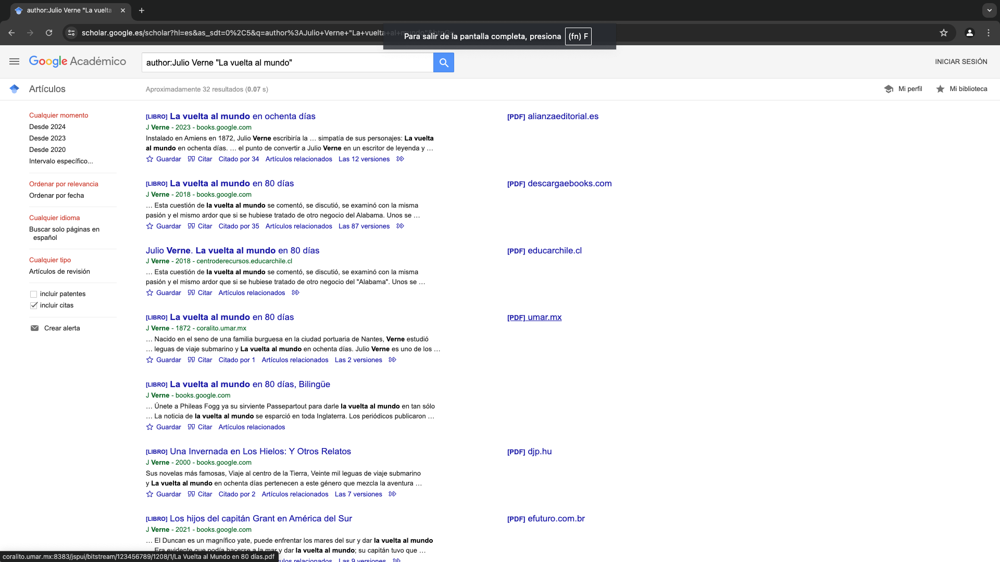 author:Julio Verne "La vuelta
scholar.google.es/scholar?hl=es&as_sdt=0%2C5&q=author%3AJulio+Verne+"La+vuelta+al+mundo"&btnG=
Para salir de la pantalla completa, presiona (fn) F
Google Académico
author:Julio Verne "La vuelta al mundo"
INICIAR SESIÓN
Artículos
Aproximadamente 32 resultados (0.07 s)
Mi perfil
Mi biblioteca
Cualquier momento
Desde 2024
Desde 2023
Desde 2020
Intervalo específico...
Ordenar por relevancia
Ordenar por fecha
Cualquier idioma
Buscar solo páginas en
español
Cualquier tipo
Artículos de revisión
incluir patentes
incluir citas
Crear alerta
[LIBRO] La vuelta al mundo en ochenta días
J Verne - 2023 - books.google.com
Instalado en Amiens en 1872, Julio Verne escribiría la … simpatía de sus personajes: La vuelta
al mundo en ochenta días. … el punto de convertir a Julio Verne en un escritor de leyenda y …
Guardar Citar Citado por 34 Artículos relacionados Las 12 versiones
[PDF] alianzaeditorial.es
[LIBRO] La vuelta al mundo en 80 días
J Verne - 2018 - books.google.com
… Esta cuestión de la vuelta al mundo se comentó, se discutió, se examinó con la misma
pasión y el mismo ardor que si se hubiese tratado de otro negocio del Alabama. Unos se …
Guardar Citar Citado por 35 Artículos relacionados Las 87 versiones
[PDF] descargaebooks.com
Julio Verne. La vuelta al mundo en 80 días
J Verne - 2018 - centroderecursos.educarchile.cl
… Esta cuestión de la vuelta al mundo se comentó, se discutió, se examinó con la misma
pasión y el mismo ardor que si se hubiese tratado de otro negocio del "Alabama". Unos se …
Guardar Citar Artículos relacionados
[PDF] educarchile.cl
[LIBRO] La vuelta al mundo en 80 días
J Verne - 1872 - coralito.umar.mx
… Nacido en el seno de una familia burguesa en la ciudad portuaria de Nantes, Verne estudió
… leguas de viaje submarino y La vuelta al mundo en ochenta días. Julio Verne es uno de los …
Guardar Citar Citado por 1 Artículos relacionados Las 2 versiones
[PDF] umar.mx
[LIBRO] La vuelta al mundo en 80 días, Bilingüe
J Verne - books.google.com
… Únete a Phileas Fogg ya su sirviente Passepartout para darle la vuelta al mundo en tan sólo
… La noticia de la vuelta al mundo se esparció en toda Inglaterra. Los periódicos publicaron …
Guardar Citar Artículos relacionados
[LIBRO] Una Invernada en Los Hielos: Y Otros Relatos
J Verne - 2000 - books.google.com
Sus novelas más famosas, Viaje al centro de la Tierra, Veinte mil leguas de viaje submarino
y La vuelta al mundo en ochenta días pertenecen a este género que mezcla la aventura …
Guardar Citar Citado por 2 Artículos relacionados Las 7 versiones
[PDF] djp.hu
[LIBRO] Los hijos del capitán Grant en América del Sur
J Verne - 2021 - books.google.com
… El Duncan es un magnífico yate, puede enfrentar los mares del sur y dar la vuelta al mundo
… Era evidente que podía hacerse a la mar y dar la vuelta al mundo; su capitán tuvo que …
culos relacionados Las 9 versiones
[PDF] efuturo.com.br
coralito.umar.mx:8383/jspui/bitstream/123456789/1208/1/La Vuelta al Mundo en 80 días.pdf